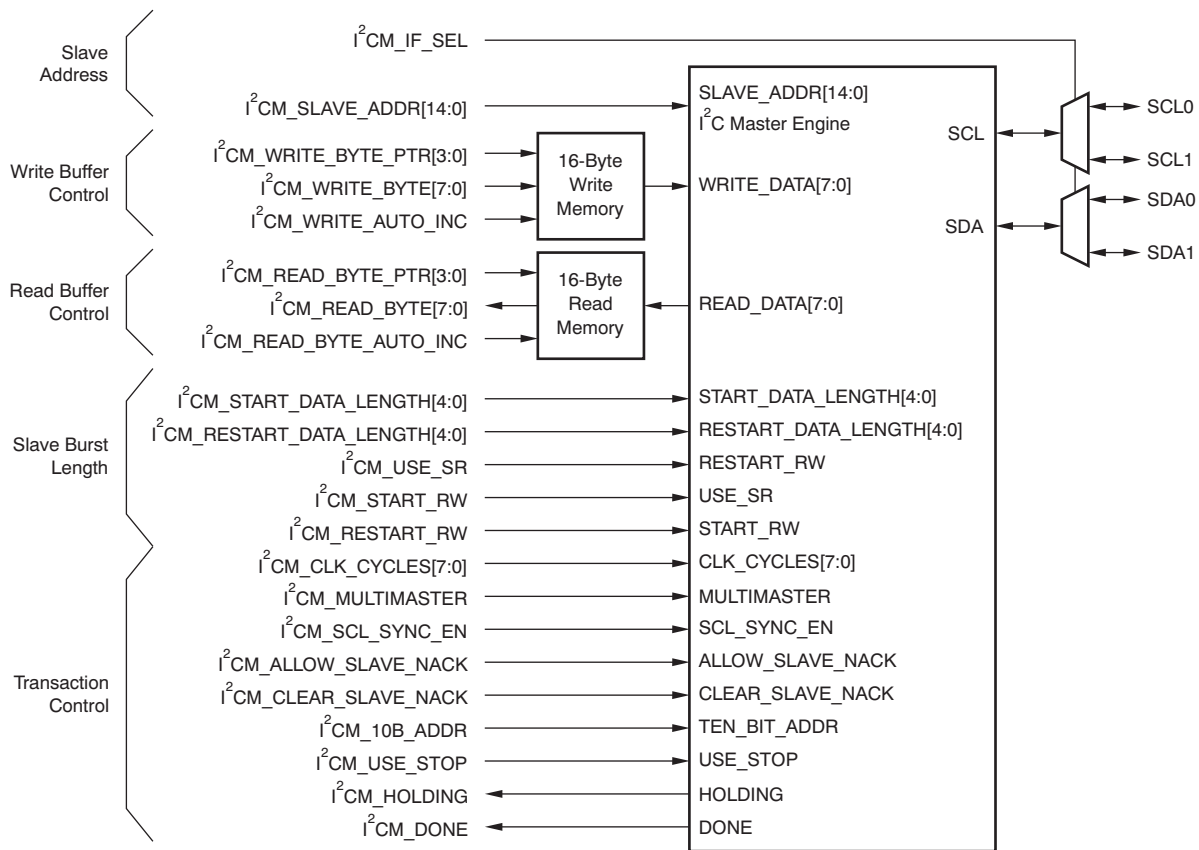 Slave
Address
I²CM_IF_SEL
I²CM_SLAVE_ADDR[14:0]
SLAVE_ADDR[14:0]
I²C Master Engine
SCL
SCL0
SCL1
Write Buffer
Control
I²CM_WRITE_BYTE_PTR[3:0]
I²CM_WRITE_BYTE[7:0]
I²CM_WRITE_AUTO_INC
16-Byte
Write
Memory
WRITE_DATA[7:0]
SDA
SDA0
SDA1
Read Buffer
Control
I²CM_READ_BYTE_PTR[3:0]
I²CM_READ_BYTE[7:0]
I²CM_READ_BYTE_AUTO_INC
16-Byte
Read
Memory
READ_DATA[7:0]
Slave Burst
Length
I²CM_START_DATA_LENGTH[4:0]
START_DATA_LENGTH[4:0]
I²CM_RESTART_DATA_LENGTH[4:0]
RESTART_DATA_LENGTH[4:0]
I²CM_USE_SR
RESTART_RW
I²CM_START_RW
USE_SR
I²CM_RESTART_RW
START_RW
Transaction
Control
I²CM_CLK_CYCLES[7:0]
CLK_CYCLES[7:0]
I²CM_MULTIMASTER
MULTIMASTER
I²CM_SCL_SYNC_EN
SCL_SYNC_EN
I²CM_ALLOW_SLAVE_NACK
ALLOW_SLAVE_NACK
I²CM_CLEAR_SLAVE_NACK
CLEAR_SLAVE_NACK
I²CM_10B_ADDR
TEN_BIT_ADDR
I²CM_USE_STOP
USE_STOP
I²CM_HOLDING
HOLDING
I²CM_DONE
DONE